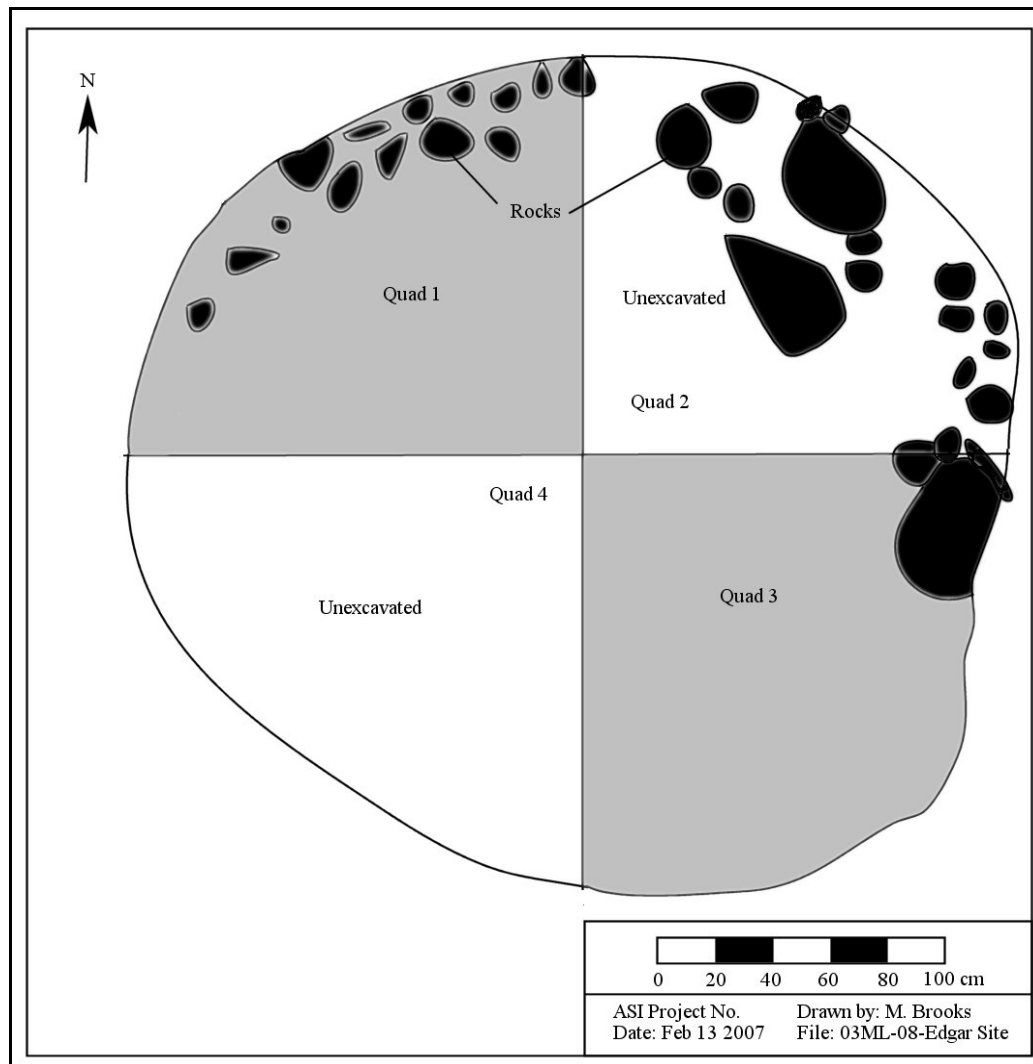 N
Rocks
Quad 1
Unexcavated
Quad 2
Quad 4
Unexcavated
Quad 3
0 20 40 60 80 100 cm
ASI Project No. Drawn by: M. Brooks
Date: Feb 13 2007 File: 03ML-08-Edgar Site